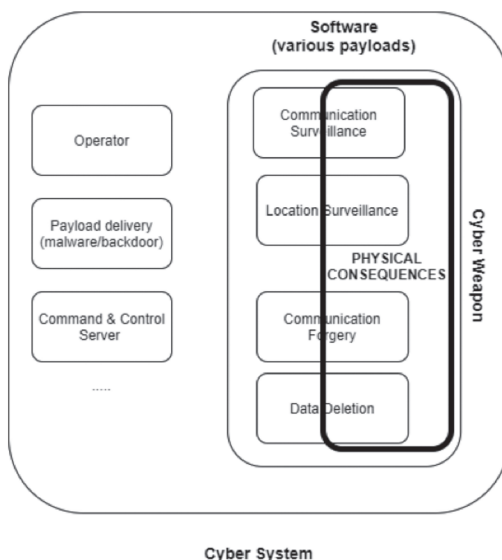 Software
(various payloads)
Operator
Payload delivery
(malware/backdoor)
Command & Control
Server
.....
Communication
Surveillance
Location Surveillance
PHYSICAL
CONSEQUENCES
Communication
Forgery
Data Deletion
Cyber Weapon
Cyber System